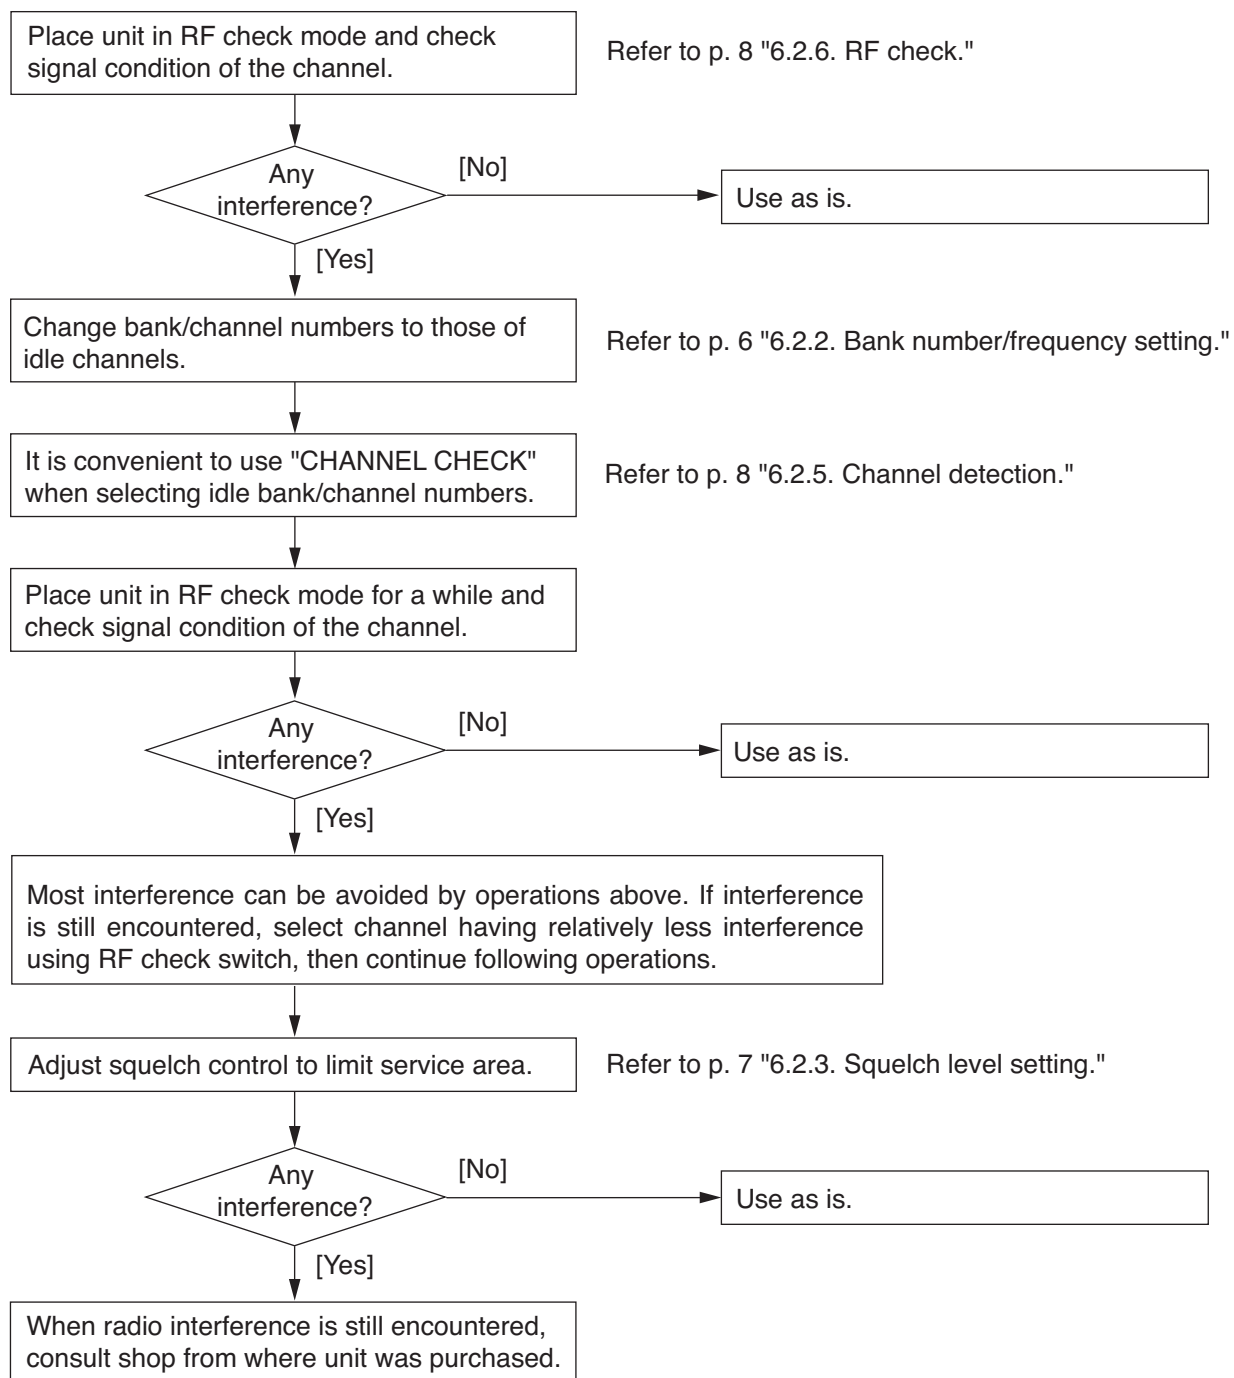 Place unit in RF check mode and check
signal condition of the channel.
Refer to p. 8 "6.2.6. RF check."
Any
interference?
[No]
Use as is.
[Yes]
Change bank/channel numbers to those of
idle channels.
Refer to p. 6 "6.2.2. Bank number/frequency setting."
It is convenient to use "CHANNEL CHECK"
when selecting idle bank/channel numbers.
Refer to p. 8 "6.2.5. Channel detection."
Place unit in RF check mode for a while and
check signal condition of the channel.
Any
interference?
[No]
Use as is.
[Yes]
Most interference can be avoided by operations above. If interference
is still encountered, select channel having relatively less interference
using RF check switch, then continue following operations.
Adjust squelch control to limit service area.
Refer to p. 7 "6.2.3. Squelch level setting."
Any
interference?
[No]
Use as is.
[Yes]
When radio interference is still encountered,
consult shop from where unit was purchased.